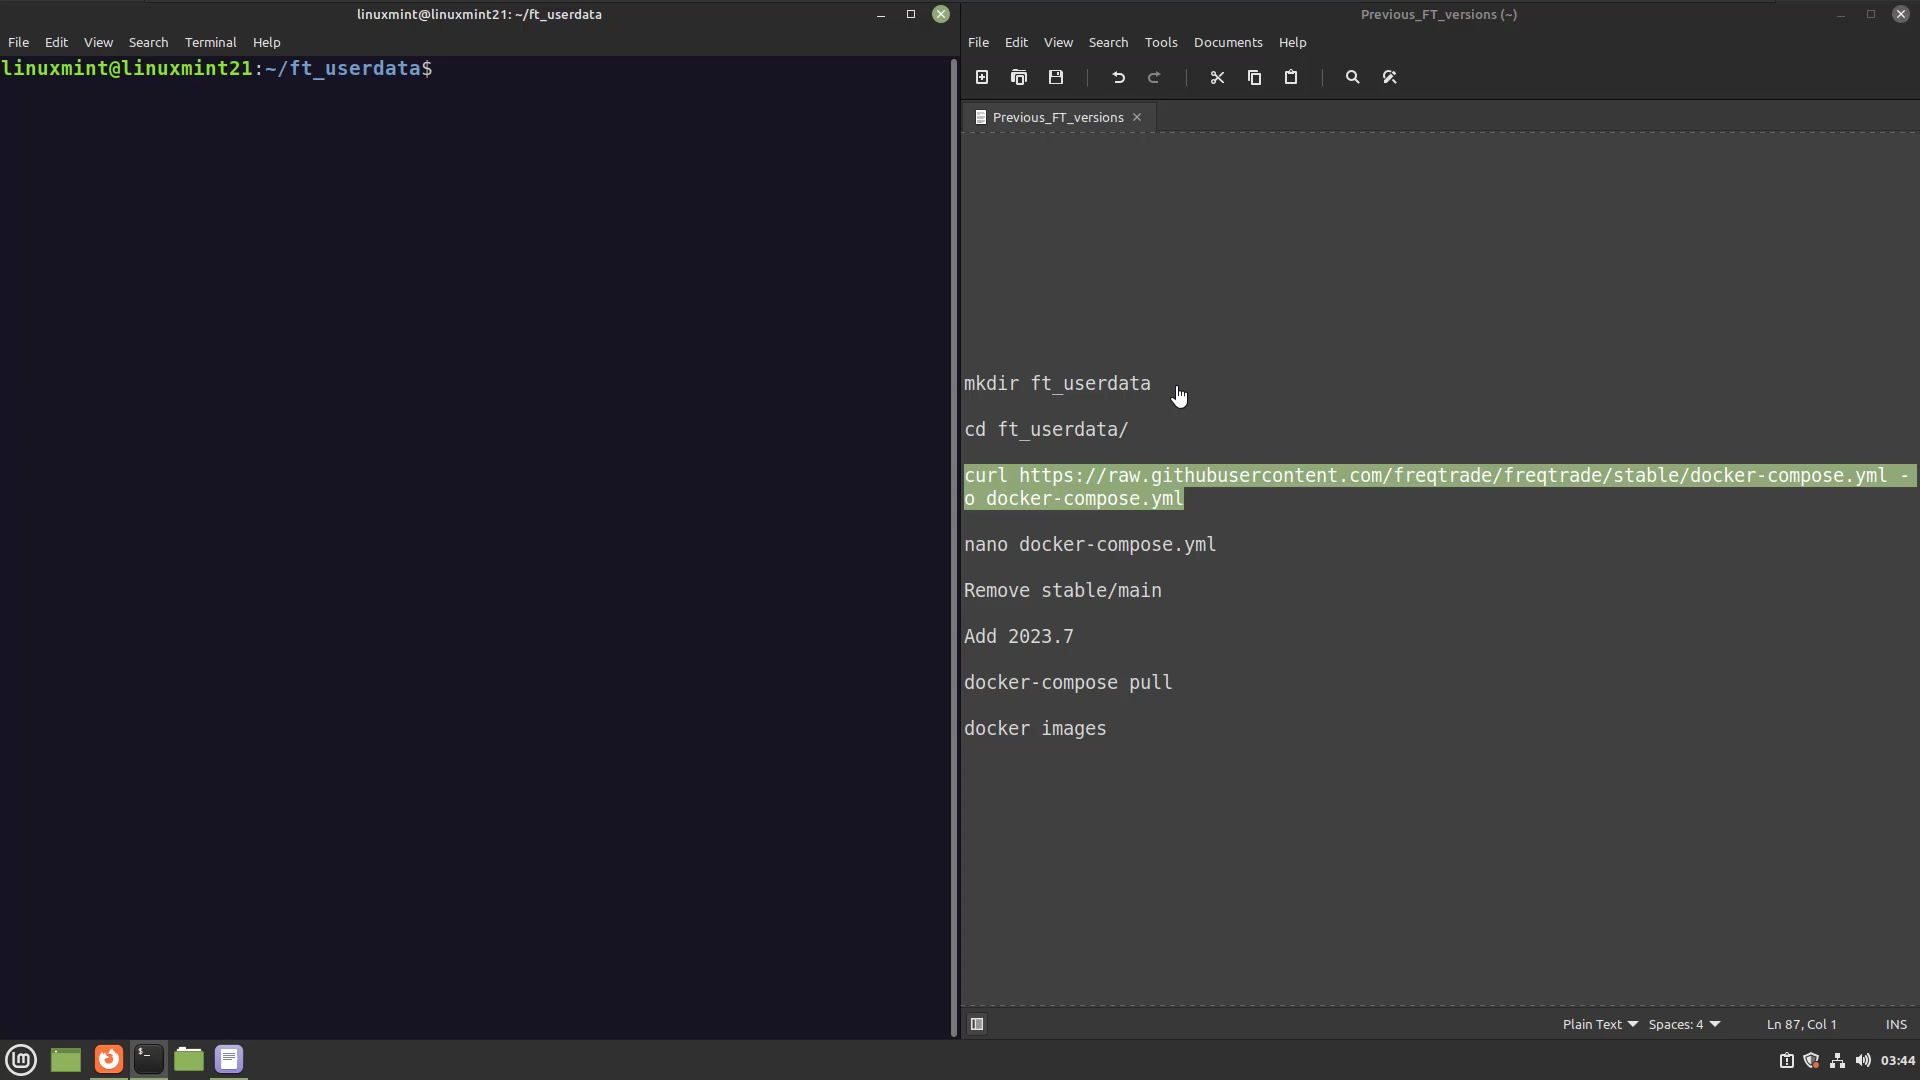 linuxmint@linuxmint21: ~/ft_userdata
File Edit View Search Terminal Help
linuxmint@linuxmint21:~/ft_userdata$
Previous_FT_versions (~)
File Edit View Search Tools Documents Help
Previous_FT_versions
mkdir ft_userdata
cd ft_userdata/
curl https://raw.githubusercontent.com/freqtrade/freqtrade/stable/docker-compose.yml -
o docker-compose.yml
nano docker-compose.yml
Remove stable/main
Add 2023.7
docker-compose pull
docker images
Plain Text Spaces: 4 Ln 87, Col 1 INS
$_
lm
03:44